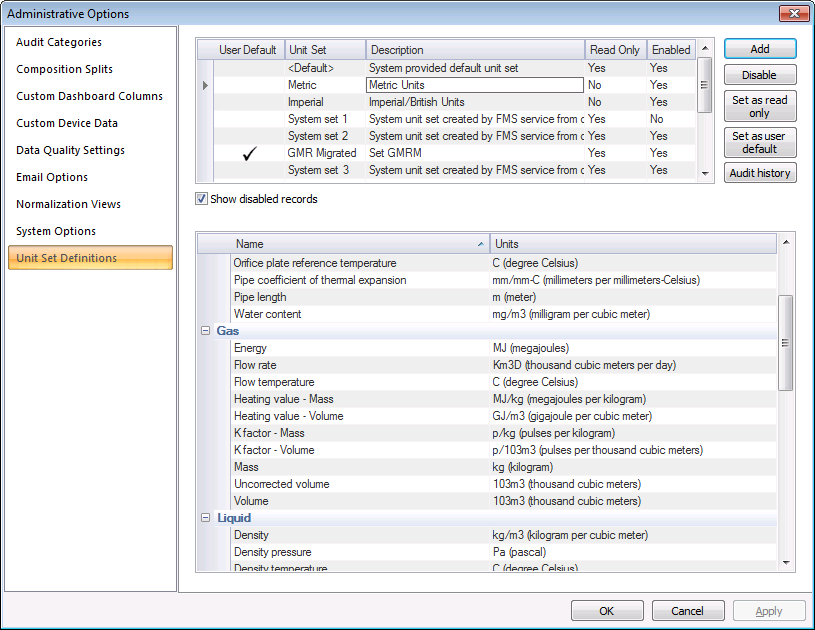 Administrative Options
Audit Categories
Composition Splits
Custom Dashboard Columns
Custom Device Data
Data Quality Settings
Email Options
Normalization Views
System Options
Unit Set Definitions
User Default Unit Set Description Read Only Enabled
<Default> System provided default unit set Yes Yes
Metric Metric Units No Yes
Imperial Imperial/British Units No Yes
System set 1 System unit set created by FMS service from c Yes No
System set 2 System unit set created by FMS service from c Yes Yes
GMR Migrated Set GMRM Yes Yes
System set 3 System unit set created by FMS service from c Yes Yes
Add
Disable
Set as read only
Set as user default
Audit history
Show disabled records
Name Units
Orifice plate reference temperature C (degree Celsius)
Pipe coefficient of thermal expansion mm/mm-C (millimeters per millimeters-Celsius)
Pipe length m (meter)
Water content mg/m3 (milligram per cubic meter)
Gas
Energy MJ (megajoules)
Flow rate Km3D (thousand cubic meters per day)
Flow temperature C (degree Celsius)
Heating value - Mass MJ/kg (megajoules per kilogram)
Heating value - Volume GJ/m3 (gigajoule per cubic meter)
K factor - Mass p/kg (pulses per kilogram)
K factor - Volume p/103m3 (pulses per thousand cubic meters)
Mass kg (kilogram)
Uncorrected volume 103m3 (thousand cubic meters)
Volume 103m3 (thousand cubic meters)
Liquid
Density kg/m3 (kilogram per cubic meter)
Density pressure Pa (pascal)
Density temperature C (degree Celsius)
OK Cancel Apply